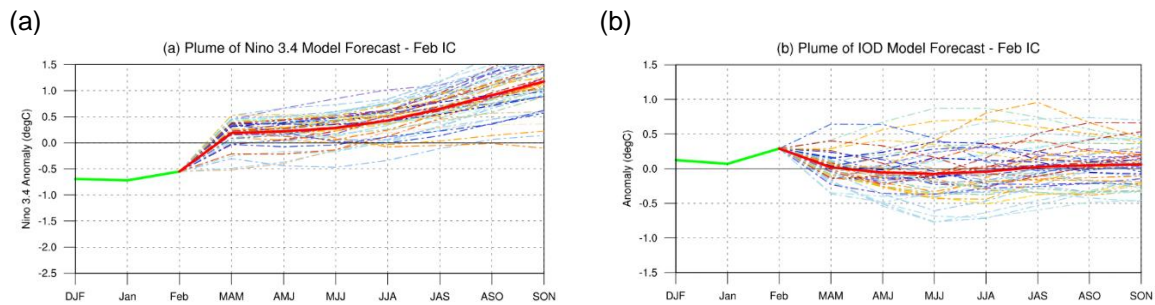 (a)
(a) Plume of Nino 3.4 Model Forecast - Feb IC
Nino 3.4 Anomaly (degC)
1.5
1.0
0.5
0.0
-0.5
-1.0
-1.5
-2.0
-2.5
DJF Jan Feb MAM AMJ MJJ JJA JAS ASO SON
(b)
(b) Plume of IOD Model Forecast - Feb IC
Anomaly (degC)
1.5
1.0
0.5
0.0
-0.5
-1.0
-1.5
DJF Jan Feb MAM AMJ MJJ JJA JAS ASO SON